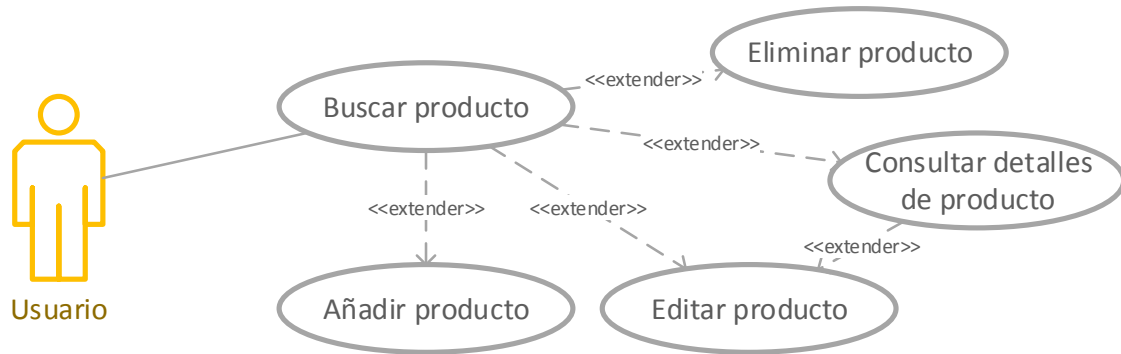 Eliminar producto
<<extender>>
Buscar producto
<<extender>>
Consultar detalles
de producto
<<extender>>
<<extender>>
<<extender>>
Usuario
Añadir producto
Editar producto